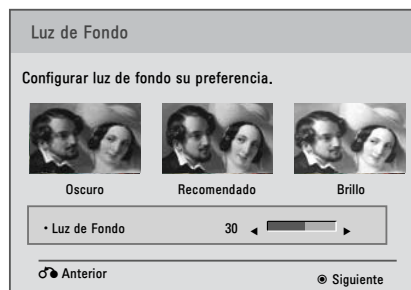 Luz de Fondo
Configurar luz de fondo su preferencia.
Oscuro Recomendado Brillo
• Luz de Fondo 30
Anterior
Siguiente